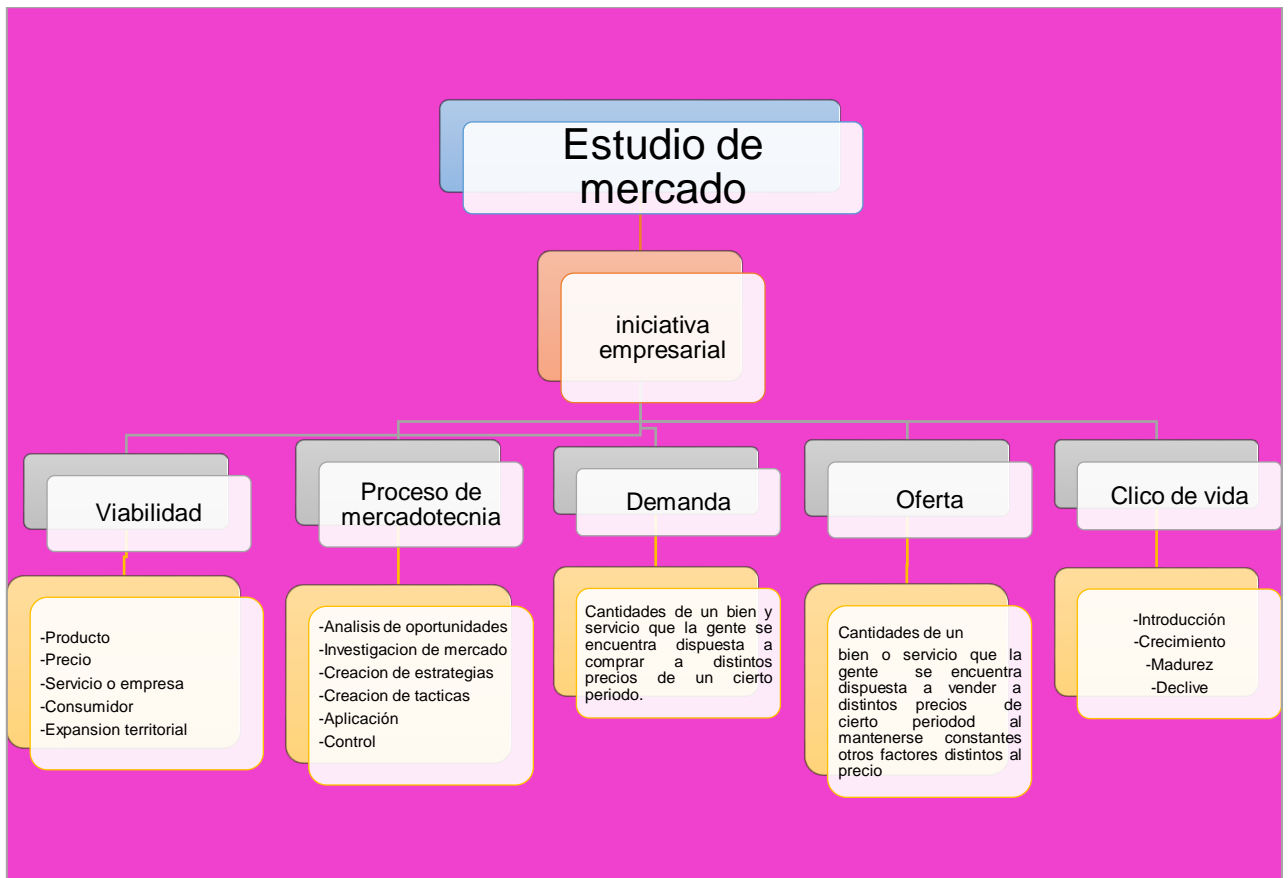 Estudio de
mercado
iniciativa
empresarial
Viabilidad
-Producto
-Precio
-Servicio o empresa
-Consumidor
-Expansion territorial
Proceso de
mercadotecnia
-Analisis de oportunidades
-Investigacion de mercado
-Creacion de estrategias
-Creacion de tacticas
-Aplicación
-Control
Demanda
Cantidades de un bien y
servicio que la gente se
encuentra dispuesta a
comprar a distintos
precios de un cierto
periodo.
Oferta
Cantidades de un
bien o servicio que la
gente se encuentra
dispuesta a vender a
distintos precios de
cierto periodod al
mantenerse constantes
otros factores distintos al
precio
Clico de vida
-Introducción
-Crecimiento
-Madurez
-Declive